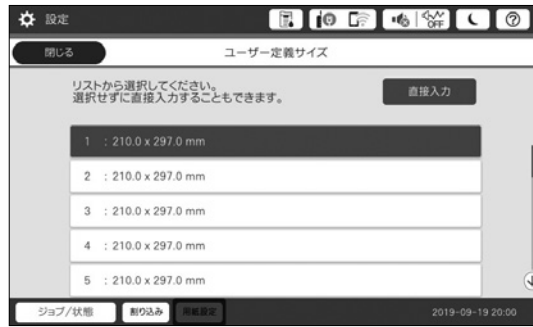 設定
OFF
閉じる
ユーザー定義サイズ
リストから選択してください。
選択せずに直接入力することもできます。
直接入力
1 : 210.0 x 297.0 mm
2 : 210.0 x 297.0 mm
3 : 210.0 x 297.0 mm
4 : 210.0 x 297.0 mm
5 : 210.0 x 297.0 mm
ジョブ/状態
割り込み
用紙設定
2019-09-19 20:00